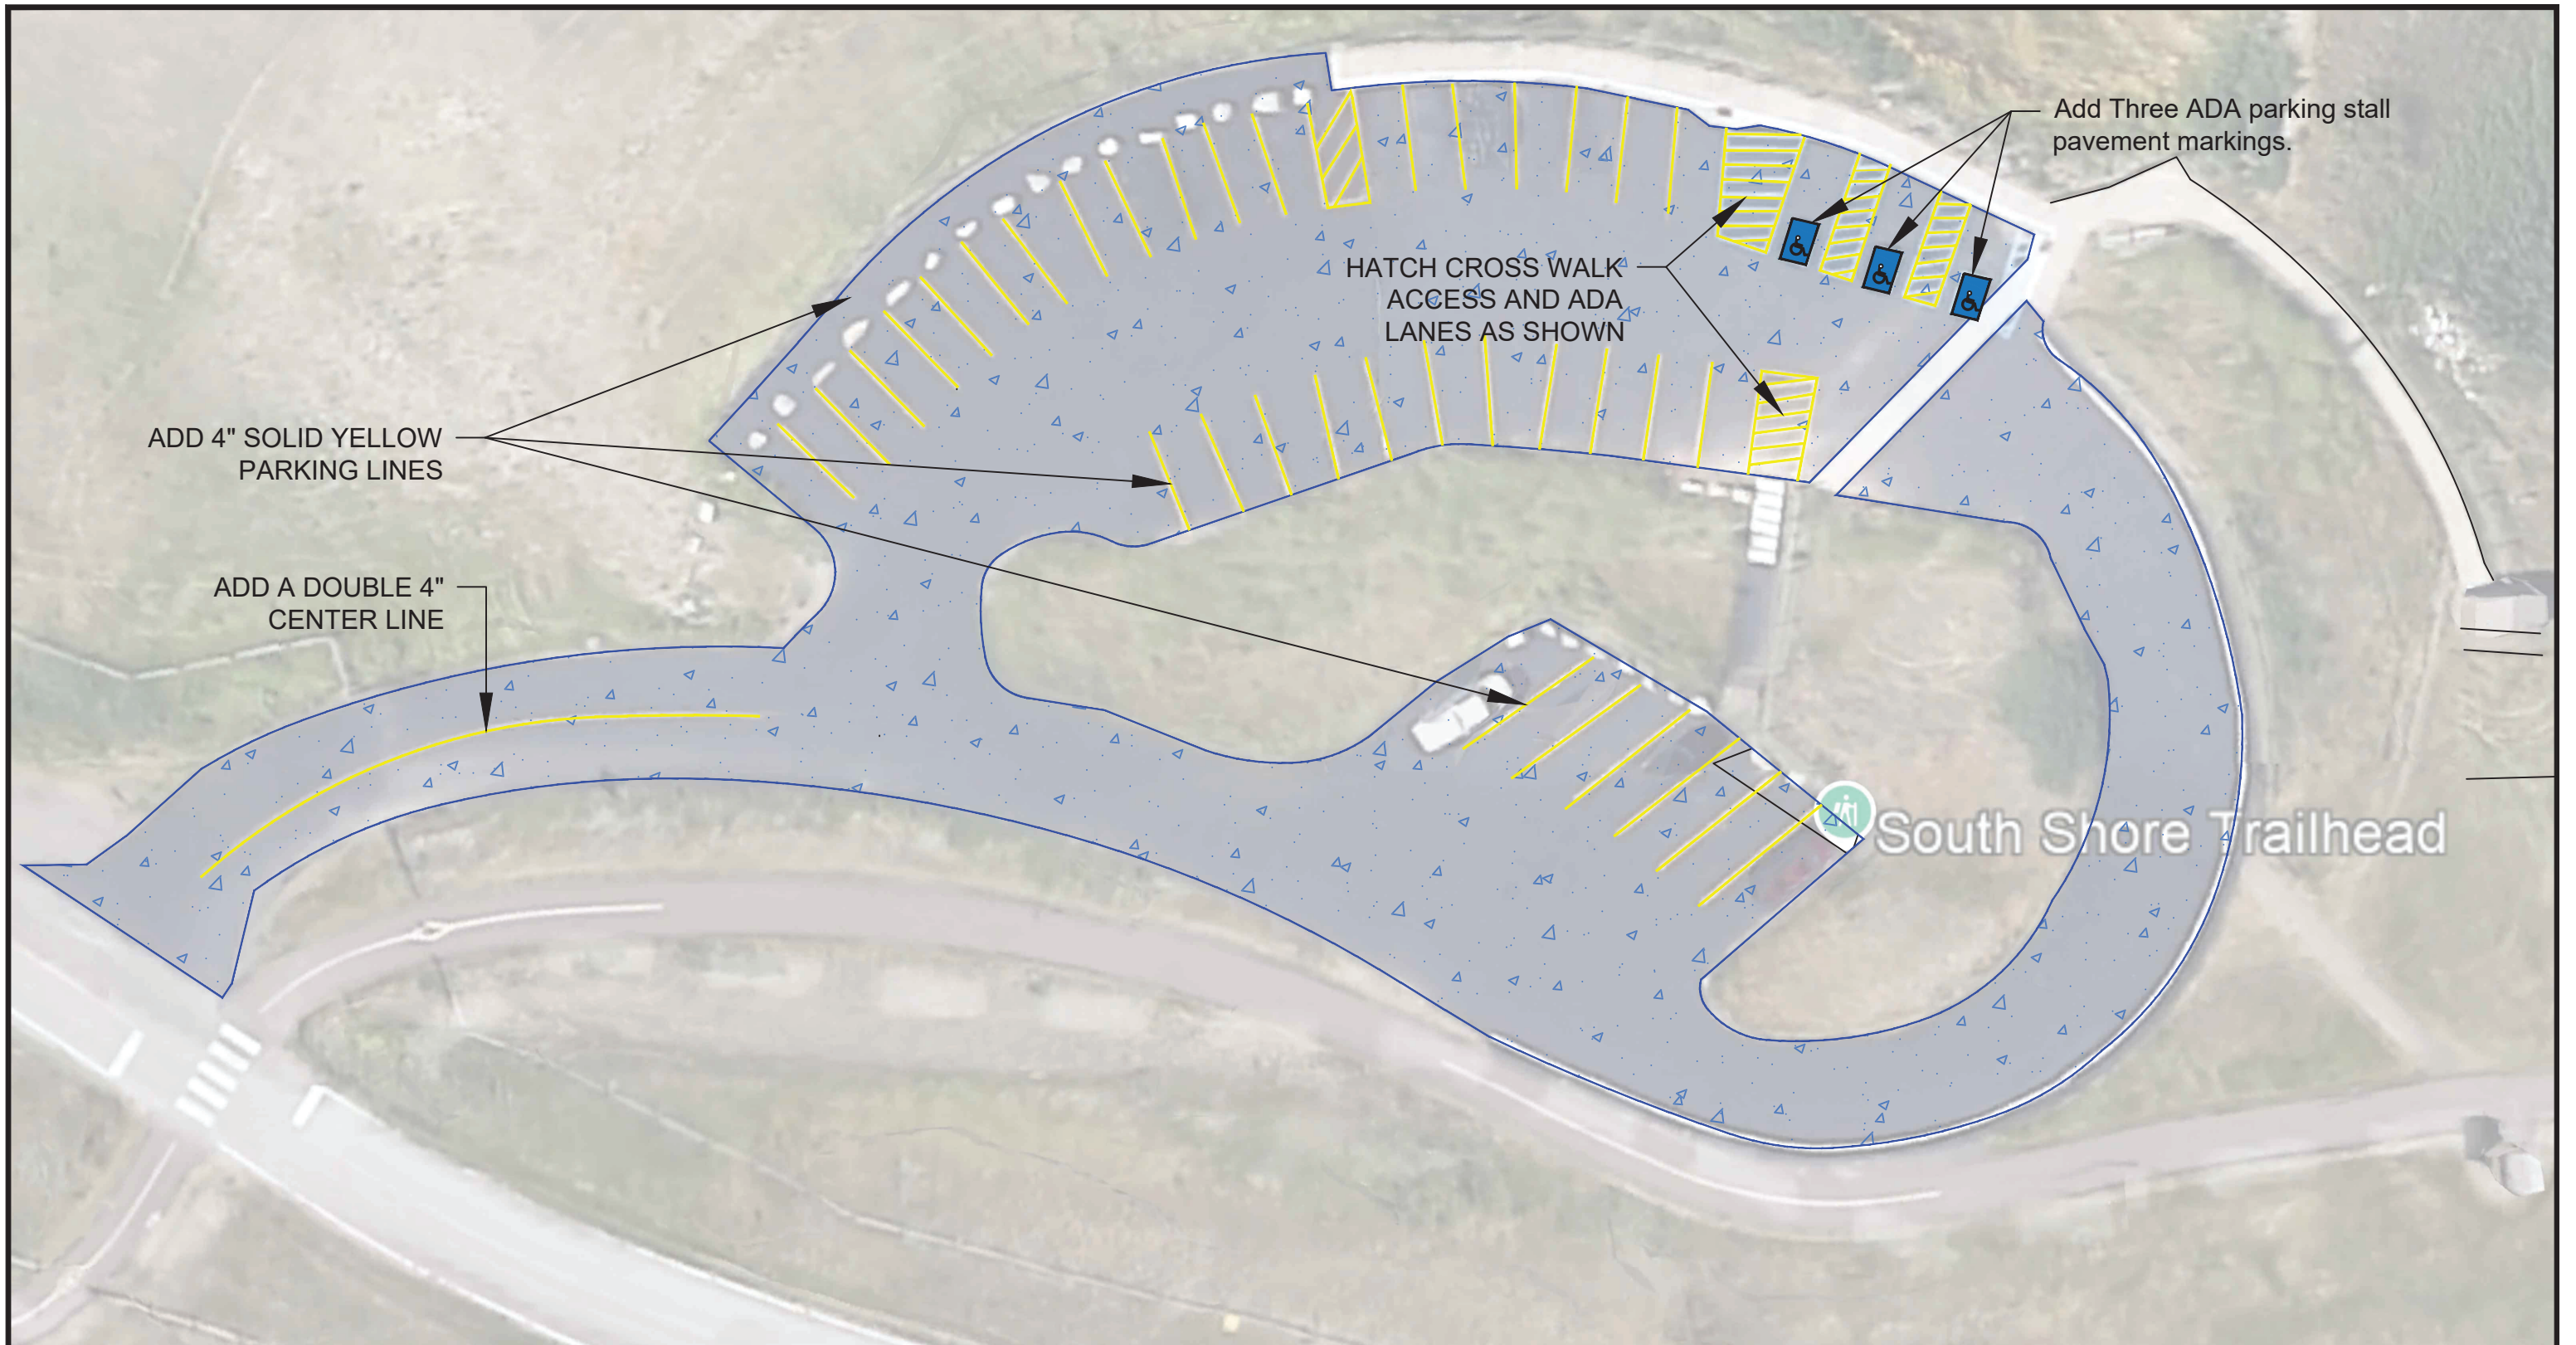 Add Three ADA parking stall
pavement markings.
HATCH CROSS WALK
ACCESS AND ADA
LANES AS SHOWN
ADD 4" SOLID YELLOW
PARKING LINES
ADD A DOUBLE 4"
CENTER LINE
South Shore Trailhead